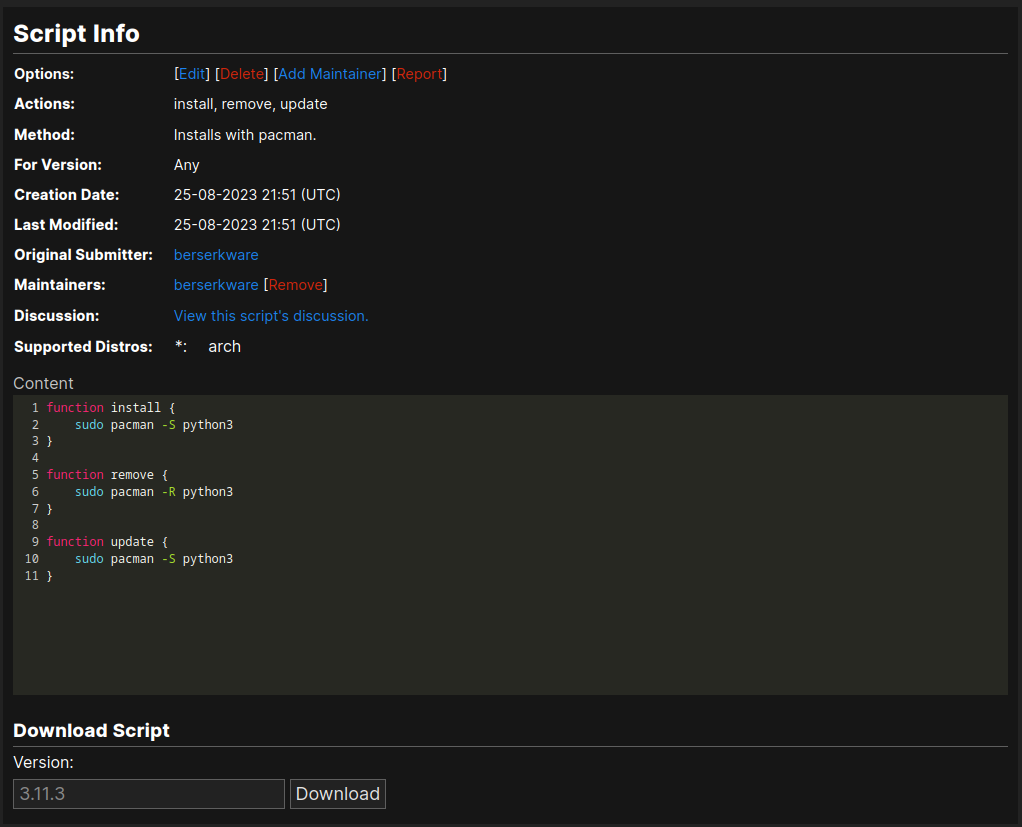 Script Info
Options: [Edit] [Delete] [Add Maintainer] [Report]
Actions: install, remove, update
Method: Installs with pacman.
For Version: Any
Creation Date: 25-08-2023 21:51 (UTC)
Last Modified: 25-08-2023 21:51 (UTC)
Original Submitter: berserkware
Maintainers: berserkware [Remove]
Discussion: View this script's discussion.
Supported Distros: *: arch
Content
1 function install {
2     sudo pacman -S python3
3 }
4
5 function remove {
6     sudo pacman -R python3
7 }
8
9 function update {
10     sudo pacman -S python3
11 }
Download Script
Version:
3.11.3 Download